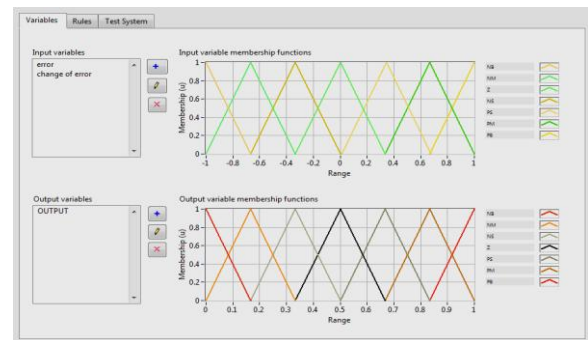 Variables Rules Test System
Input variables
error
change of error
Input variable membership functions
Membership (u)
1
0.8
0.6
0.4
0.2
0
-1 -0.8 -0.6 -0.4 -0.2 0 0.2 0.4 0.6 0.8 1
Range
NB
NM
Z
NS
PS
PM
PB
Output variables
OUTPUT
Output variable membership functions
Membership (u)
1
0.8
0.6
0.4
0.2
0
0 0.1 0.2 0.3 0.4 0.5 0.6 0.7 0.8 0.9 1
Range
NB
NM
NS
Z
PS
PM
PB